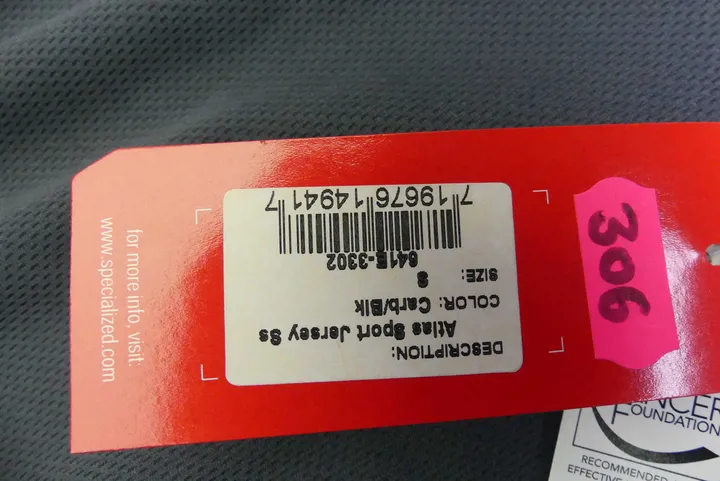 for more info, visit:
www.specialized.com
DESCRIPTION:
Atlas Sport Jersey Ss
COLOR: Carb/Blk
SIZE: S
641E-3302
7 19676 14941 7
306
FOUNDATION
RECOMMENDED
EFFECTIVE